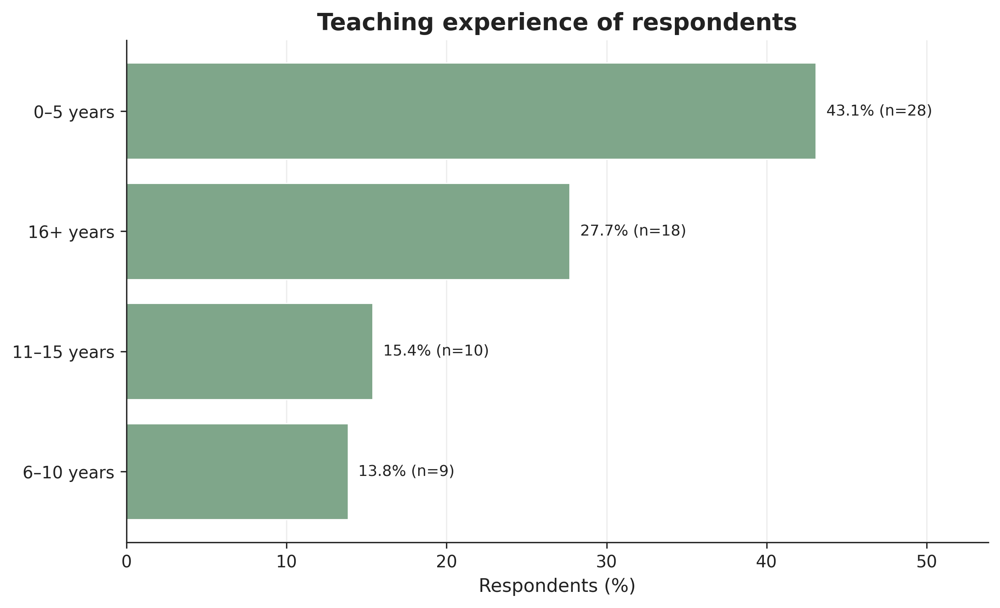 Teaching experience of respondents
0–5 years
43.1% (n=28)
16+ years
27.7% (n=18)
11–15 years
15.4% (n=10)
6–10 years
13.8% (n=9)
0 10 20 30 40 50
Respondents (%)